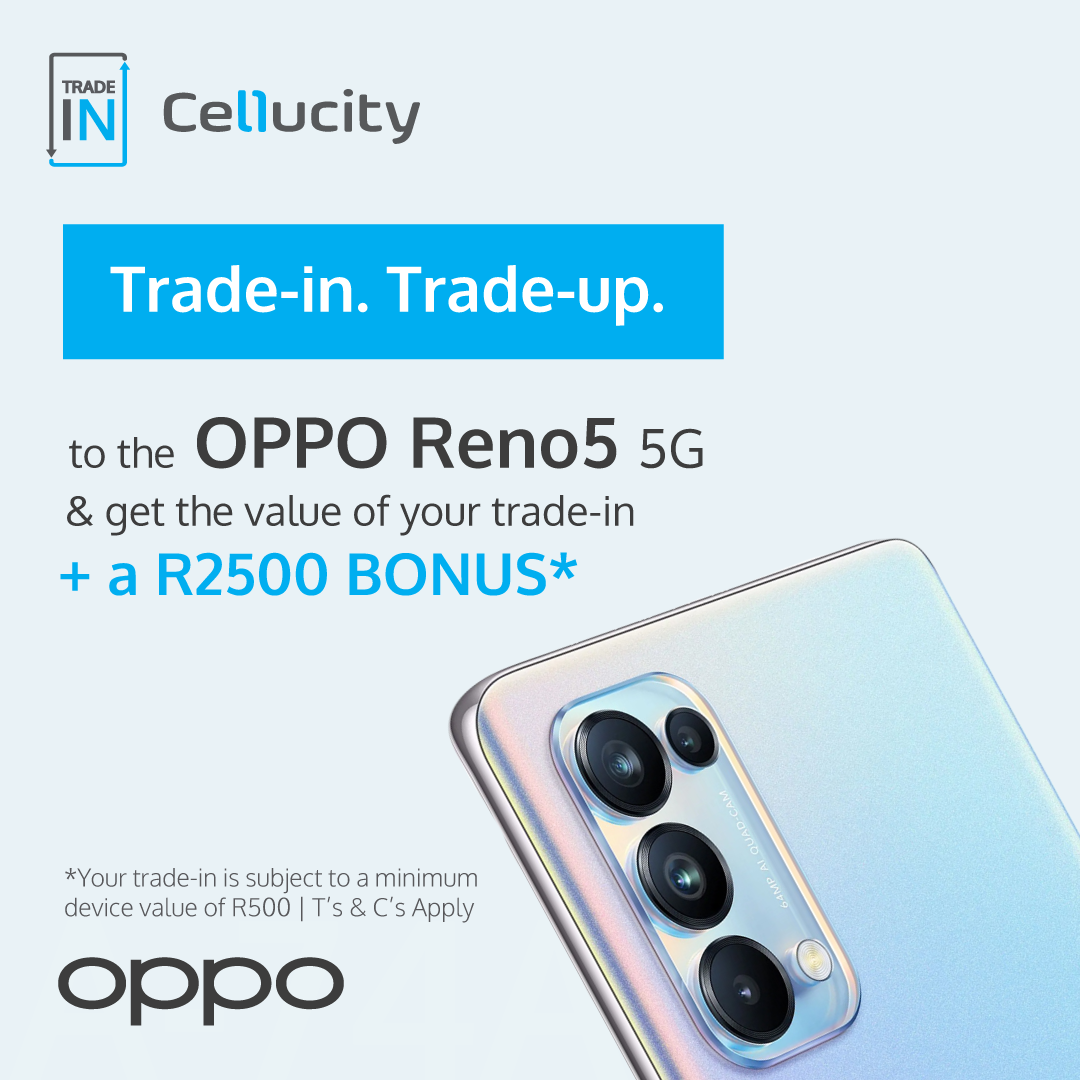 TRADE
IN
Cellucity
Trade-in. Trade-up.
to the OPPO Reno5 5G
& get the value of your trade-in
+ a R2500 BONUS*
64MP AI QUAD-CAM
*Your trade-in is subject to a minimum
device value of R500 | T's & C's Apply
oppo